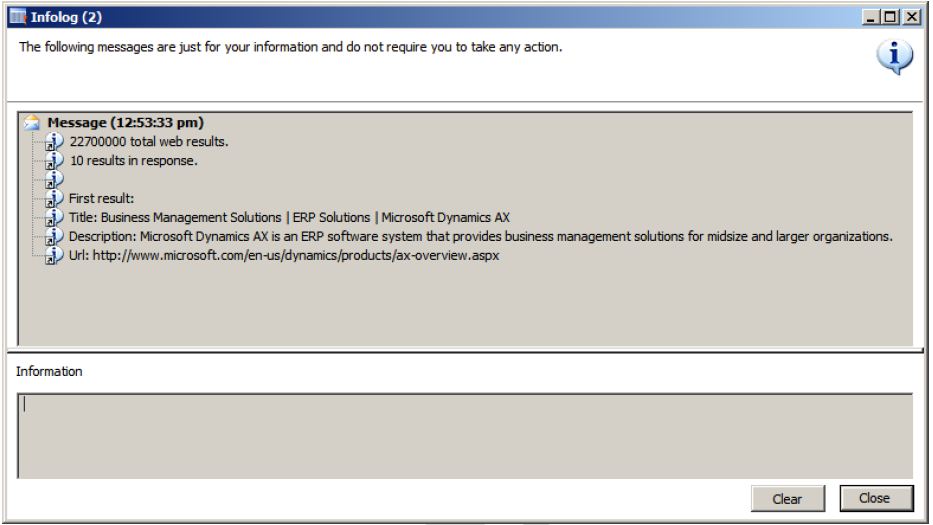 Infolog (2)
The following messages are just for your information and do not require you to take any action.
Message (12:53:33 pm)
22700000 total web results.
10 results in response.
First result:
Title: Business Management Solutions | ERP Solutions | Microsoft Dynamics AX
Description: Microsoft Dynamics AX is an ERP software system that provides business management solutions for midsize and larger organizations.
Url: http://www.microsoft.com/en-us/dynamics/products/ax-overview.aspx
Information
Clear
Close